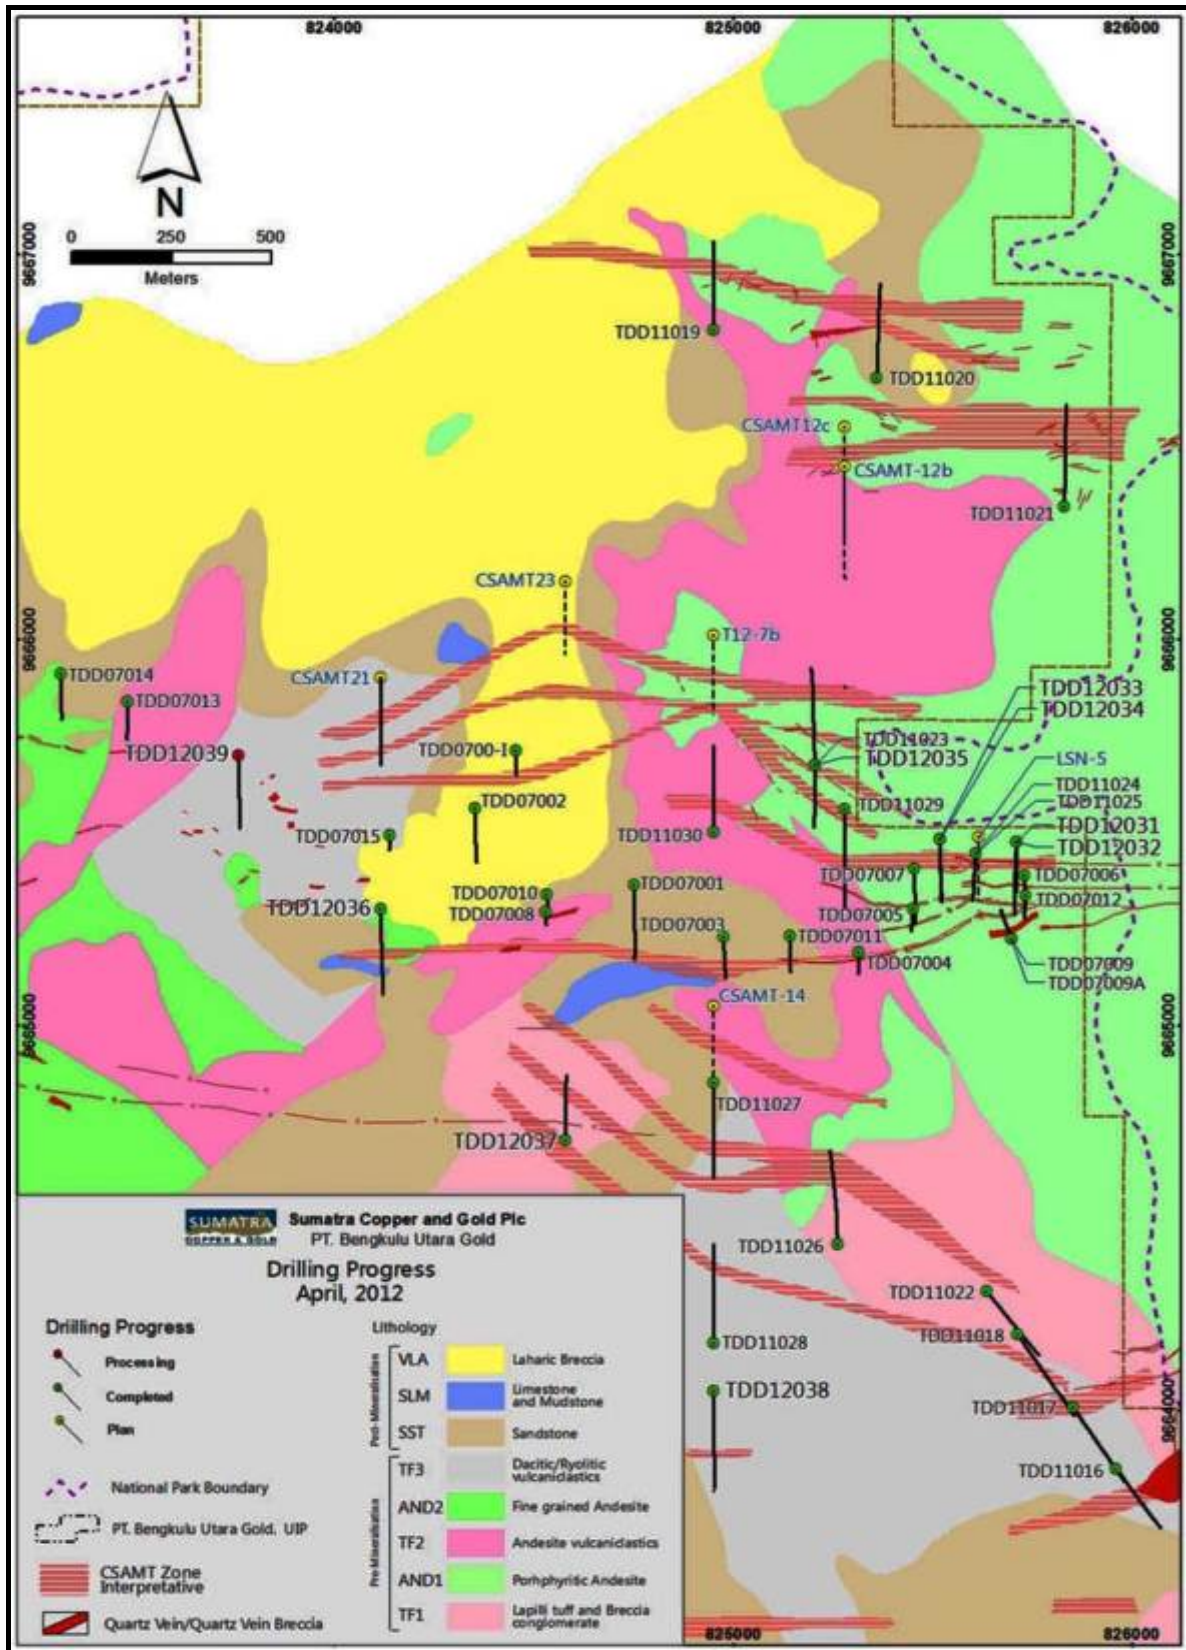 824000
825000
826000
N
0 250 500
Meters
9667000
9667000
TDD11019
TDD11020
CSAMT12c
CSAMT-12b
TDD11021
CSAMT23
9666000
9666000
T12-7b
TDD07014
CSAMT21
TDD07013
TDD12033
TDD12034
TDD12039
TDD0700-I
TDD11023
TDD12035
LSN-5
TDD11024
TDD11025
TDD07002
TDD11029
TDD12031
TDD07015
TDD11030
TDD12032
TDD07007
TDD07006
TDD07010
TDD07001
TDD07012
TDD12036
TDD07008
TDD07005
TDD07003
TDD07011
TDD07004
TDD07009
TDD07009A
CSAMT-14
9665000
9665000
TDD11027
TDD12037
TDD11026
TDD11022
TDD11018
TDD11028
TDD12038
TDD11017
9664000
TDD11016
SUMATRA
COPPER & GOLD
Sumatra Copper and Gold Plc
PT. Bengkulu Utara Gold
Drilling Progress
April, 2012
Driilling Progress
Processing
Completed
Plan
National Park Boundary
PT. Bengkulu Utara Gold. UIP
CSAMT Zone
Interpretative
Quartz Vein/Quartz Vein Breccia
Lithology
Post-Mineralisation
VLA Laharic Breccia
SLM Limestone
and Mudstone
SST Sandstone
Pre-Mineralisation
TF3 Dacitic/Ryolitic
vulcaniclastics
AND2 Fine grained Andesite
TF2 Andesite vulcaniclastics
AND1 Porhphyritic Andesite
TF1 Lapilli tuff and Breccia
conglomerate
825000
826000